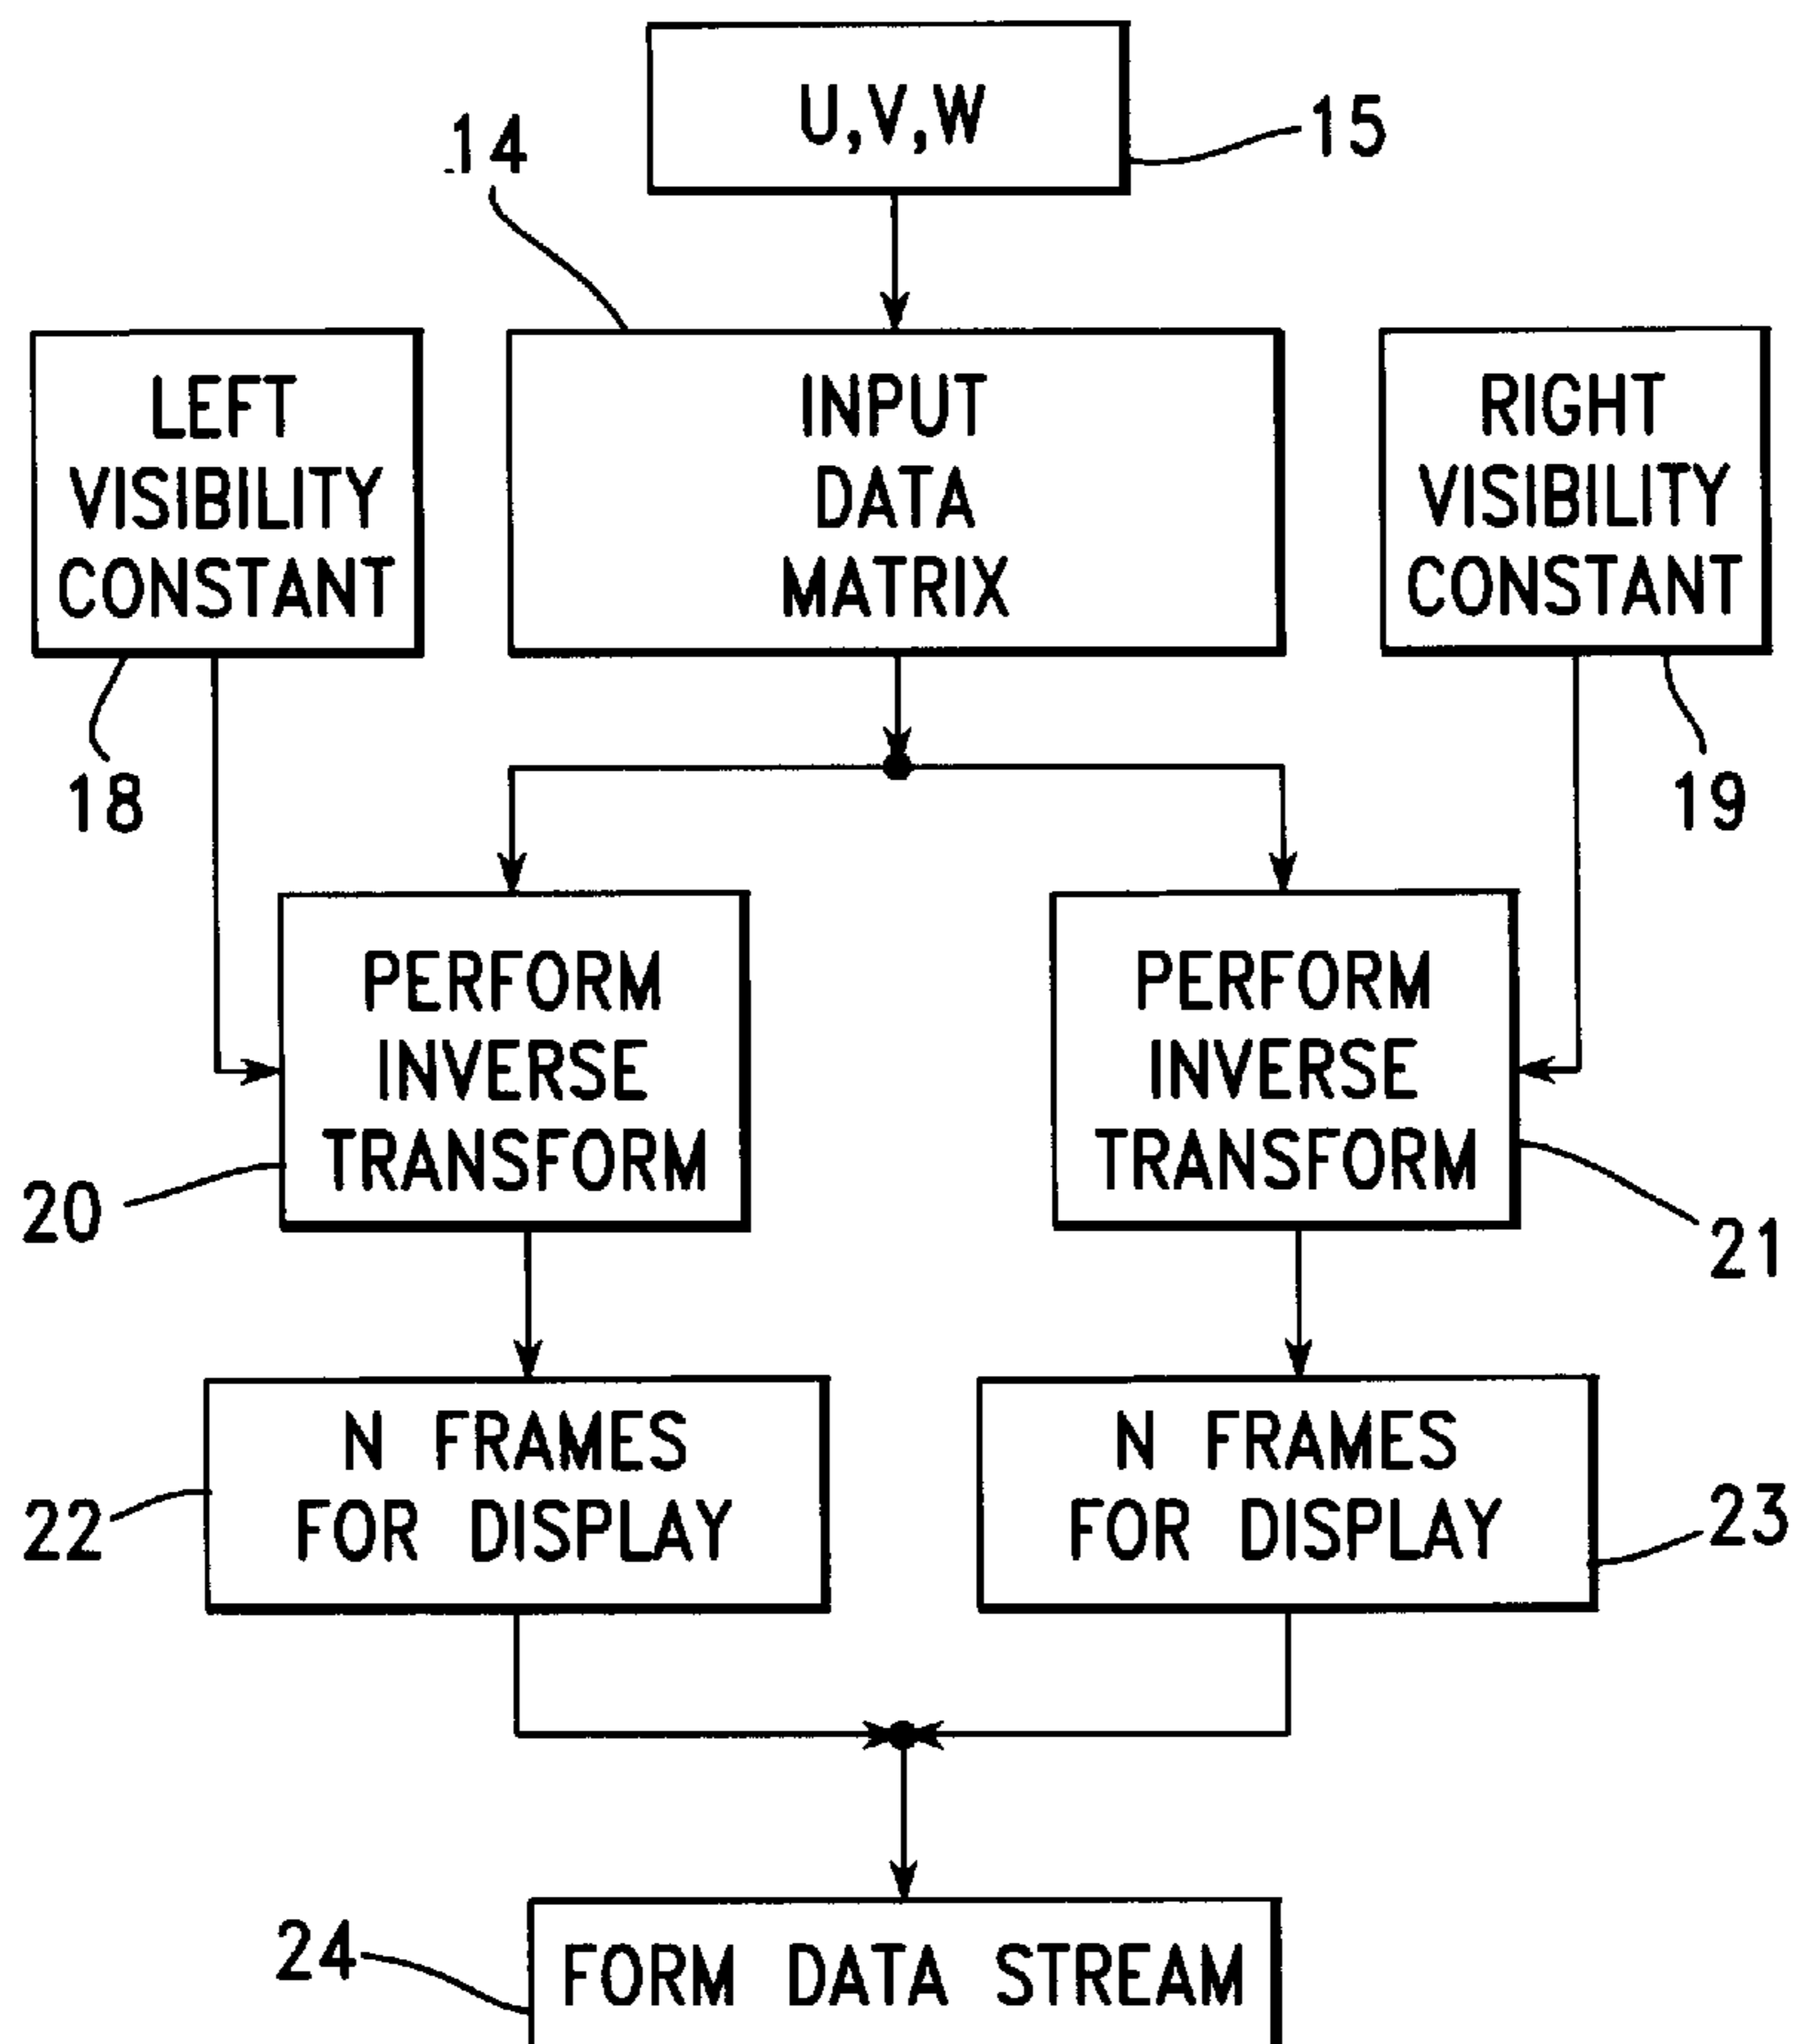 U,V,W
15
14
LEFT
VISIBILITY
CONSTANT
INPUT
DATA
MATRIX
RIGHT
VISIBILITY
CONSTANT
18
19
PERFORM
INVERSE
TRANSFORM
PERFORM
INVERSE
TRANSFORM
20
21
N FRAMES
FOR DISPLAY
N FRAMES
FOR DISPLAY
22
23
24
FORM DATA STREAM